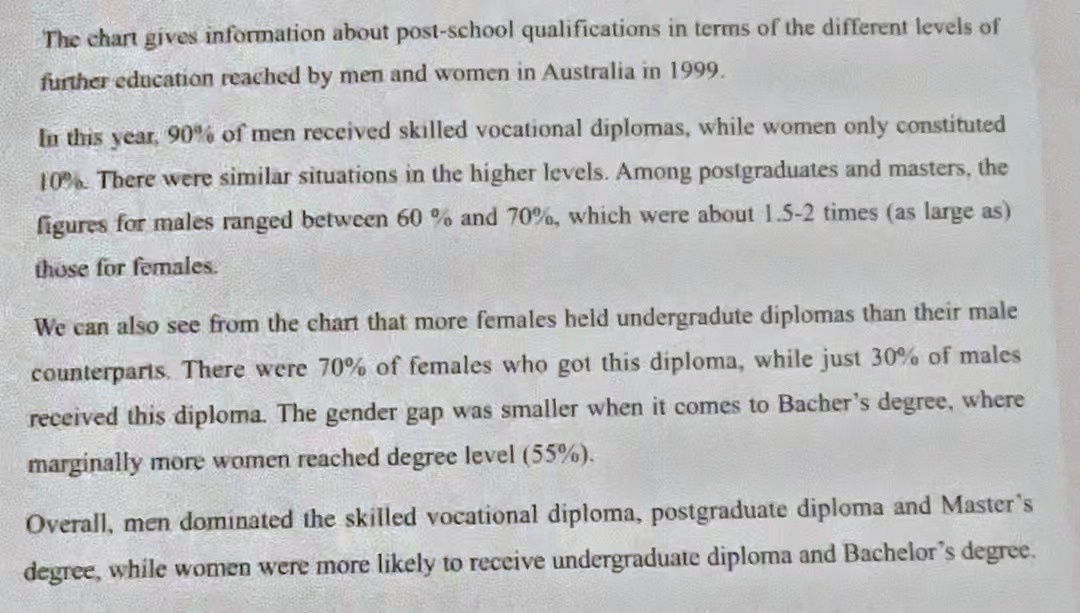 The chart gives information about post-school qualifications in terms of the different levels of
further education reached by men and women in Australia in 1999.
In this year, 90% of men received skilled vocational diplomas, while women only constituted
10%. There were similar situations in the higher levels. Among postgraduates and masters, the
figures for males ranged between 60 % and 70%, which were about 1.5-2 times (as large as)
those for females.
We can also see from the chart that more females held undergradute diplomas than their male
counterparts. There were 70% of females who got this diploma, while just 30% of males
received this diploma. The gender gap was smaller when it comes to Bacher's degree, where
marginally more women reached degree level (55%).
Overall, men dominated the skilled vocational diploma, postgraduate diploma and Master's
degree, while women were more likely to receive undergraduate diploma and Bachelor's degree.